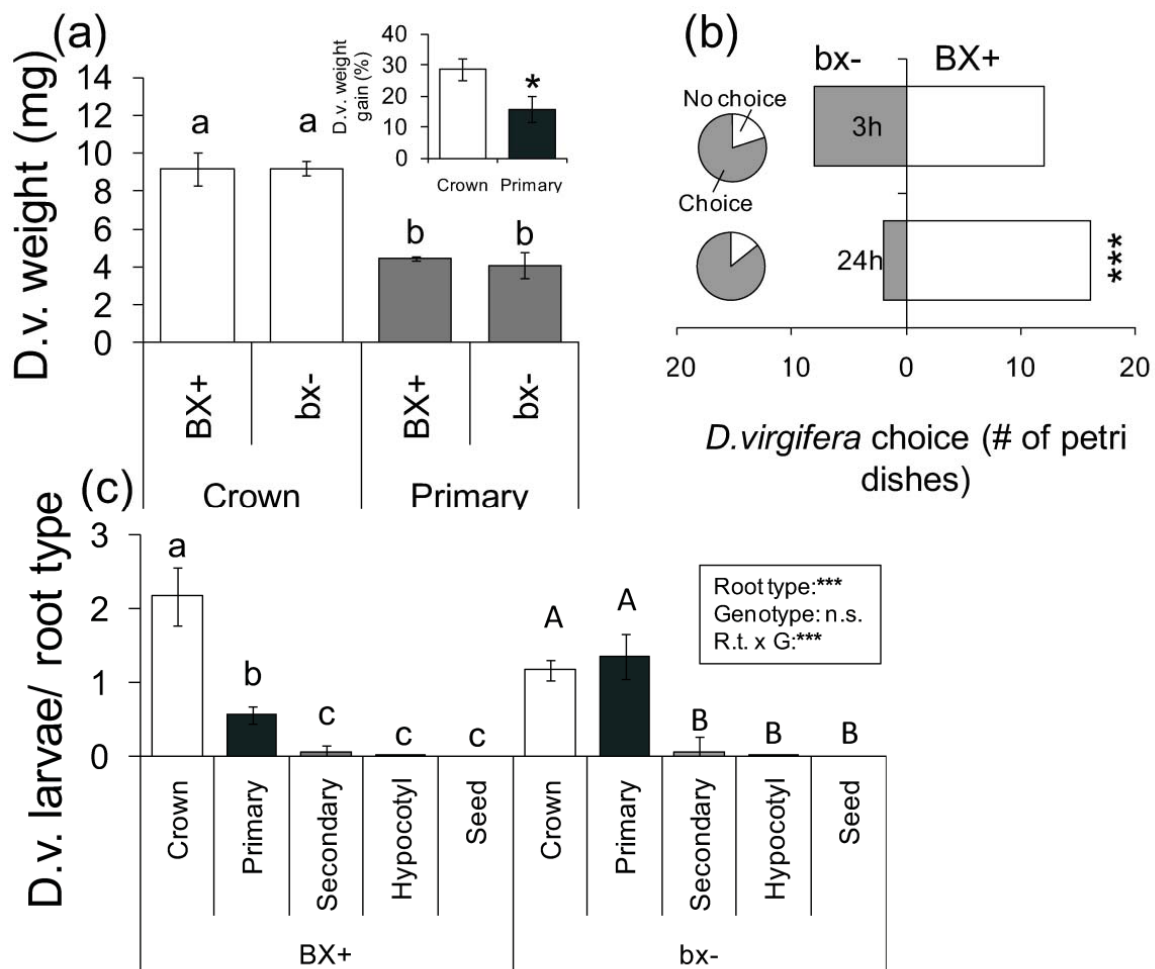 (a)
D.v. weight (mg)
14
12
10
8
6
4
2
0
a
a
b
b
BX+
bx-
BX+
bx-
Crown
Primary
D.v. weight
gain (%)
40
30
20
10
0
*
Crown
Primary
(b)
bx-
BX+
No choice
Choice
3h
24h
***
20
10
0
10
20
D.virgifera choice (# of petri
dishes)
(c)
D.v. larvae/ root type
3
2
1
0
a
b
c
c
c
A
A
B
B
B
Root type:***
Genotype: n.s.
R.t. x G:***
Crown
Primary
Secondary
Hypocotyl
Seed
Crown
Primary
Secondary
Hypocotyl
Seed
BX+
bx-